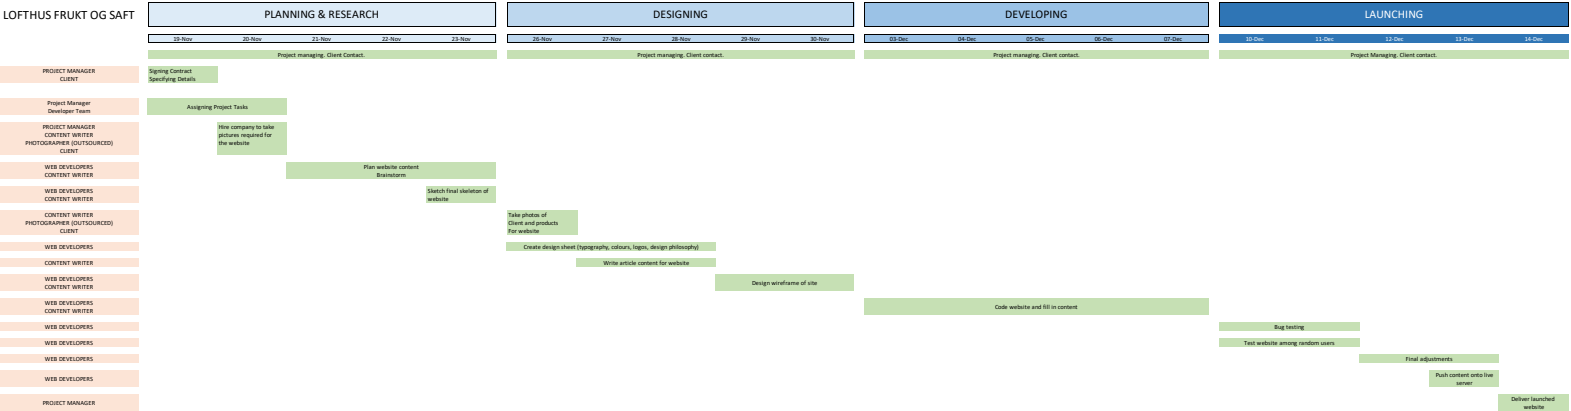 LOFTHUS FRUKT OG SAFT
PLANNING & RESEARCH
DESIGNING
DEVELOPING
LAUNCHING
19-Nov 20-Nov 21-Nov 22-Nov 23-Nov 26-Nov 27-Nov 28-Nov 29-Nov 30-Nov 03-Dec 04-Dec 05-Dec 06-Dec 07-Dec 10-Dec 11-Dec 12-Dec 13-Dec 14-Dec
Project managing. Client Contact.
Project managing. Client contact.
Project managing. Client contact.
Project Managing. Client contact.
PROJECT MANAGER
CLIENT
Signing Contract
Specifying Details
Project Manager
Developer Team
Assigning Project Tasks
PROJECT MANAGER
CONTENT WRITER
PHOTOGRAPHER (OUTSOURCED)
CLIENT
Hire company to take
pictures required for
the website
WEB DEVELOPERS
CONTENT WRITER
Plan website content
Brainstorm
WEB DEVELOPERS
CONTENT WRITER
Sketch final skeleton of
website
CONTENT WRITER
PHOTOGRAPHER (OUTSOURCED)
CLIENT
Take photos of
Client and products
For website
WEB DEVELOPERS
Create design sheet (typography, colours, logos, design philosophy)
CONTENT WRITER
Write article content for website
WEB DEVELOPERS
CONTENT WRITER
Design wireframe of site
WEB DEVELOPERS
CONTENT WRITER
Code website and fill in content
WEB DEVELOPERS
Bug testing
WEB DEVELOPERS
Test website among random users
WEB DEVELOPERS
Final adjustments
WEB DEVELOPERS
Push content onto live
server
PROJECT MANAGER
Deliver launched
website